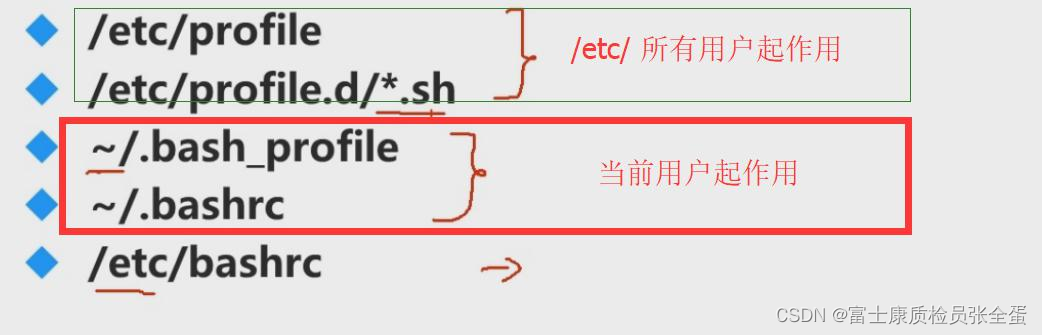 /etc/profile
/etc/ 所有用户起作用
/etc/profile.d/*.sh
~/.bash_profile
当前用户起作用
~/.bashrc
/etc/bashrc
CSDN @富士康质检员张全蛋